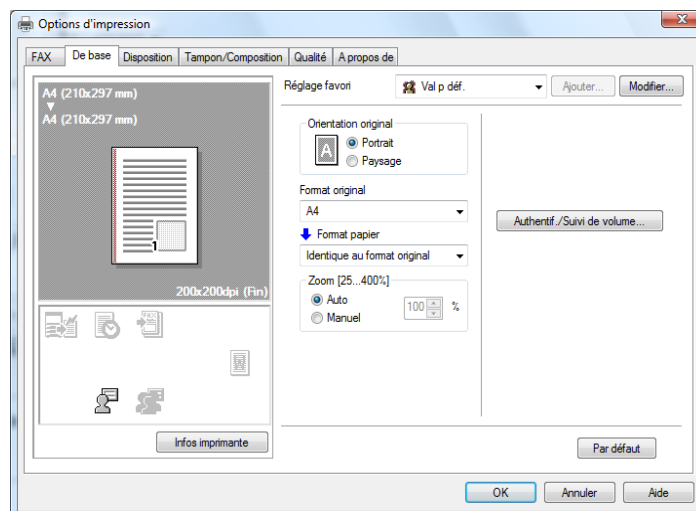 Options d'impression
FAX De base Disposition Tampon/Composition Qualité A propos de
A4 (210x297 mm)
A4 (210x297 mm)
1
200x200dpi (Fin)
Infos imprimante
Réglage favori Val p déf. Ajouter... Modifier...
Orientation original
A
Portrait
Paysage
Format original
A4
Format papier
Identique au format original
Zoom [25...400%]
Auto
Manuel
100 %
Authentif./Suivi de volume...
Par défaut
OK Annuler Aide